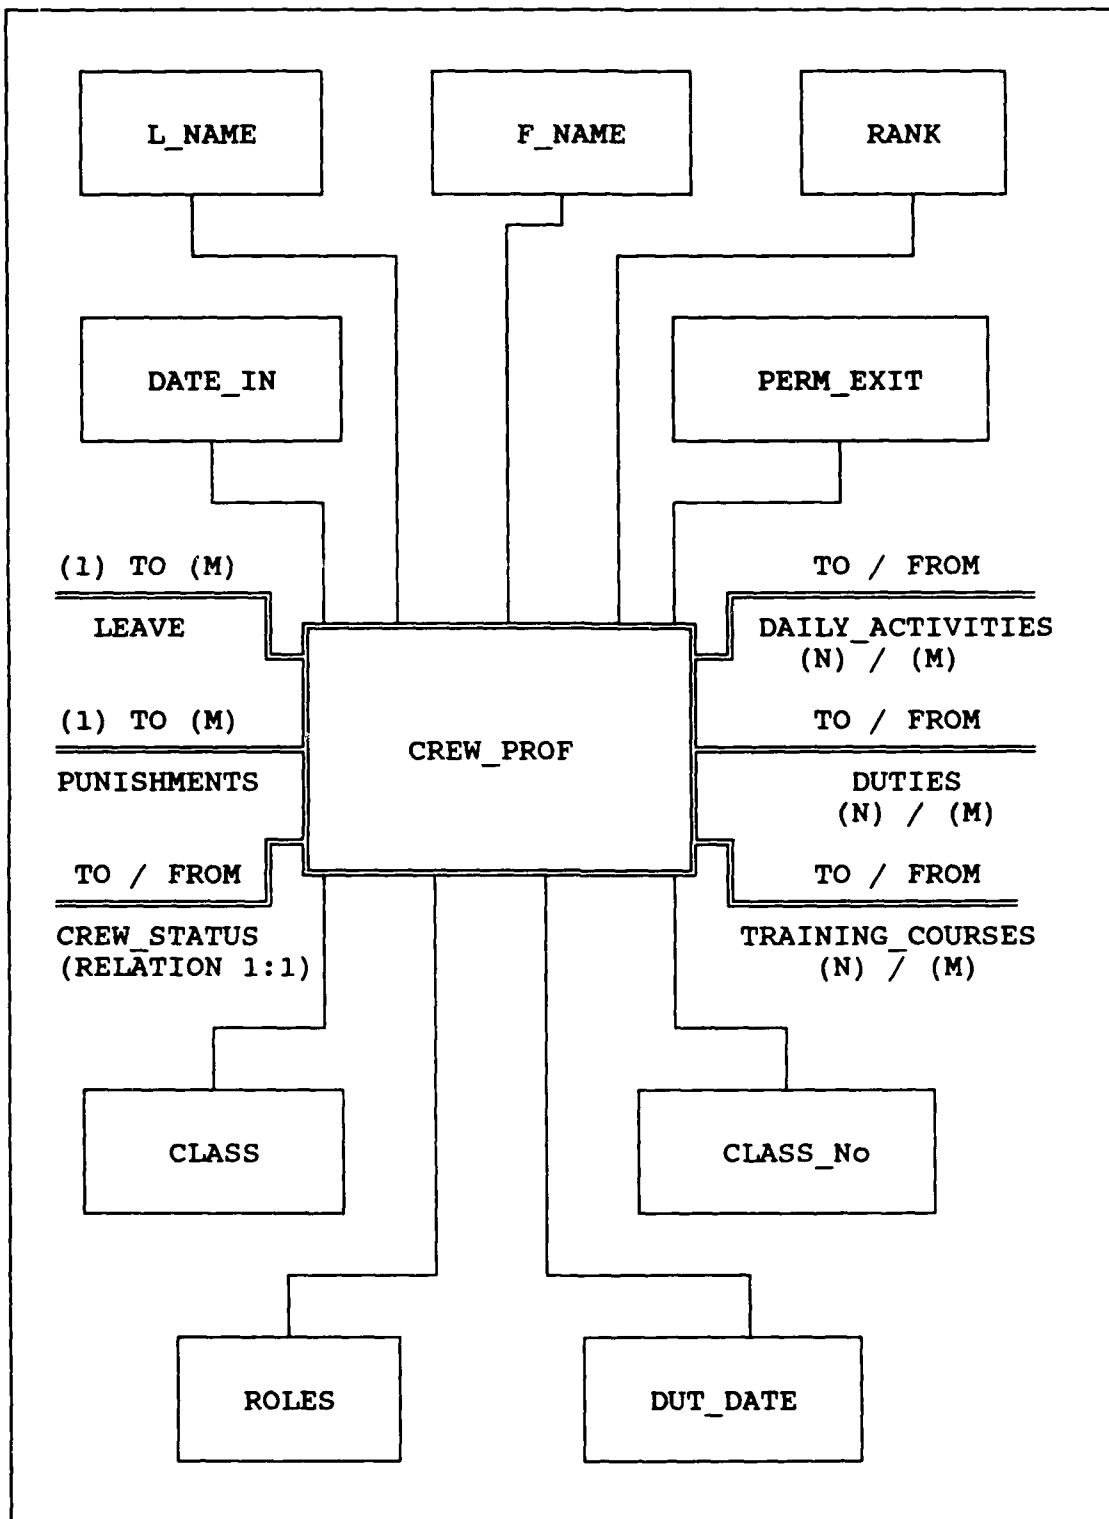 L_NAME
F_NAME
RANK
DATE_IN
PERM_EXIT
(1) TO (M)
LEAVE
TO / FROM
DAILY_ACTIVITIES
(N) / (M)
(1) TO (M)
PUNISHMENTS
CREW_PROF
TO / FROM
DUTIES
(N) / (M)
TO / FROM
CREW_STATUS
(RELATION 1:1)
TO / FROM
TRAINING_COURSES
(N) / (M)
CLASS
CLASS_No
ROLES
DUT_DATE